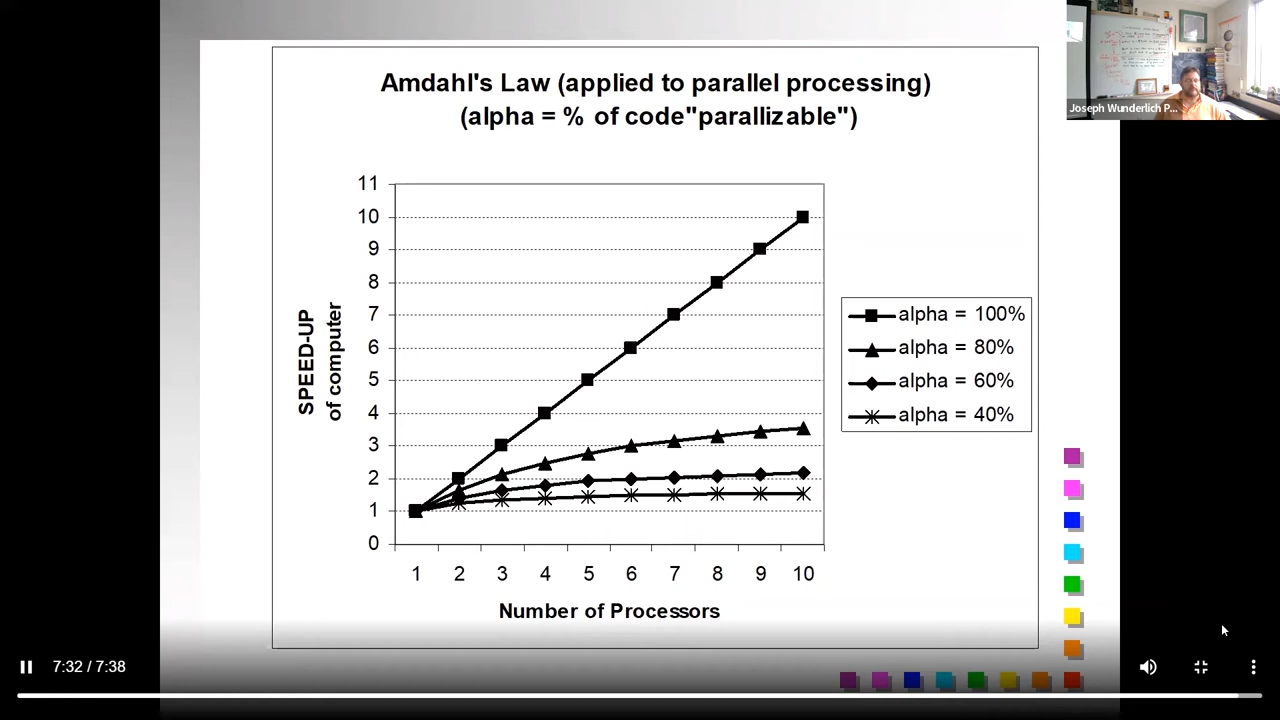 Amdahl's Law (applied to parallel processing)
(alpha = % of code"parallizable")
11
10
9
8
7
6
5
4
3
2
1
0
SPEED-UP
of computer
1 2 3 4 5 6 7 8 9 10
Number of Processors
alpha = 100%
alpha = 80%
alpha = 60%
alpha = 40%
Joseph Wunderlich P...
7:32 / 7:38